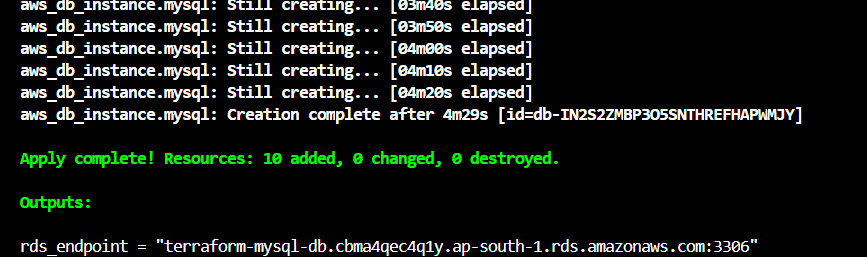 aws_db_instance.mysql: Still creating... [03m40s elapsed]
aws_db_instance.mysql: Still creating... [03m50s elapsed]
aws_db_instance.mysql: Still creating... [04m00s elapsed]
aws_db_instance.mysql: Still creating... [04m10s elapsed]
aws_db_instance.mysql: Still creating... [04m20s elapsed]
aws_db_instance.mysql: Creation complete after 4m29s [id=db-IN2S2ZMBP3O5SNTHREFHAPWMJY]
Apply complete! Resources: 10 added, 0 changed, 0 destroyed.
Outputs:
rds_endpoint = "terraform-mysql-db.cbma4qec4q1y.ap-south-1.rds.amazonaws.com:3306"